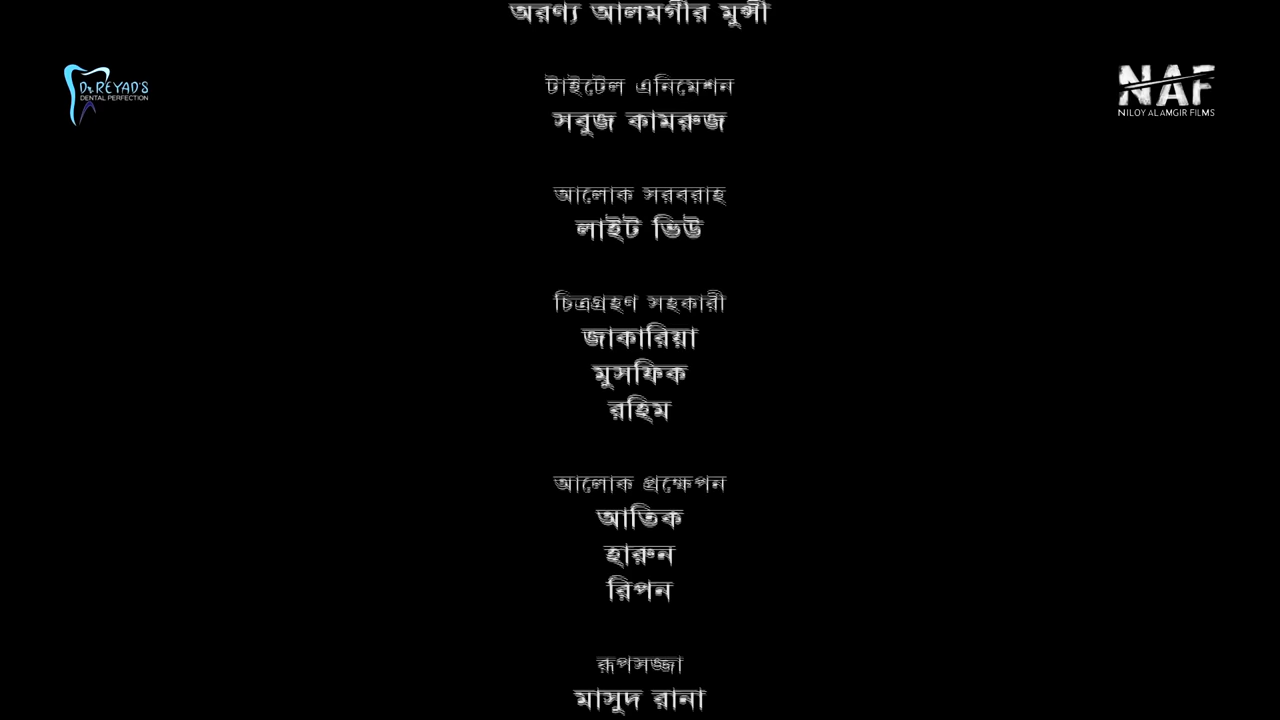 অরণ্য আলমগীর মুন্সী
Dr. REYAD'S
DENTAL PERFECTION
NAF
NILOY ALAMGIR FILMS
টাইটেল এনিমেশন
সবুজ কামরুজ
আলোক সরবরাহ
লাইট ভিউ
চিত্রগ্রহণ সহকারী
জাকারিয়া
মুসফিক
রহিম
আলোক প্রক্ষেপন
আতিক
হারুন
রিপন
রূপসজ্জা
মাসুদ রানা